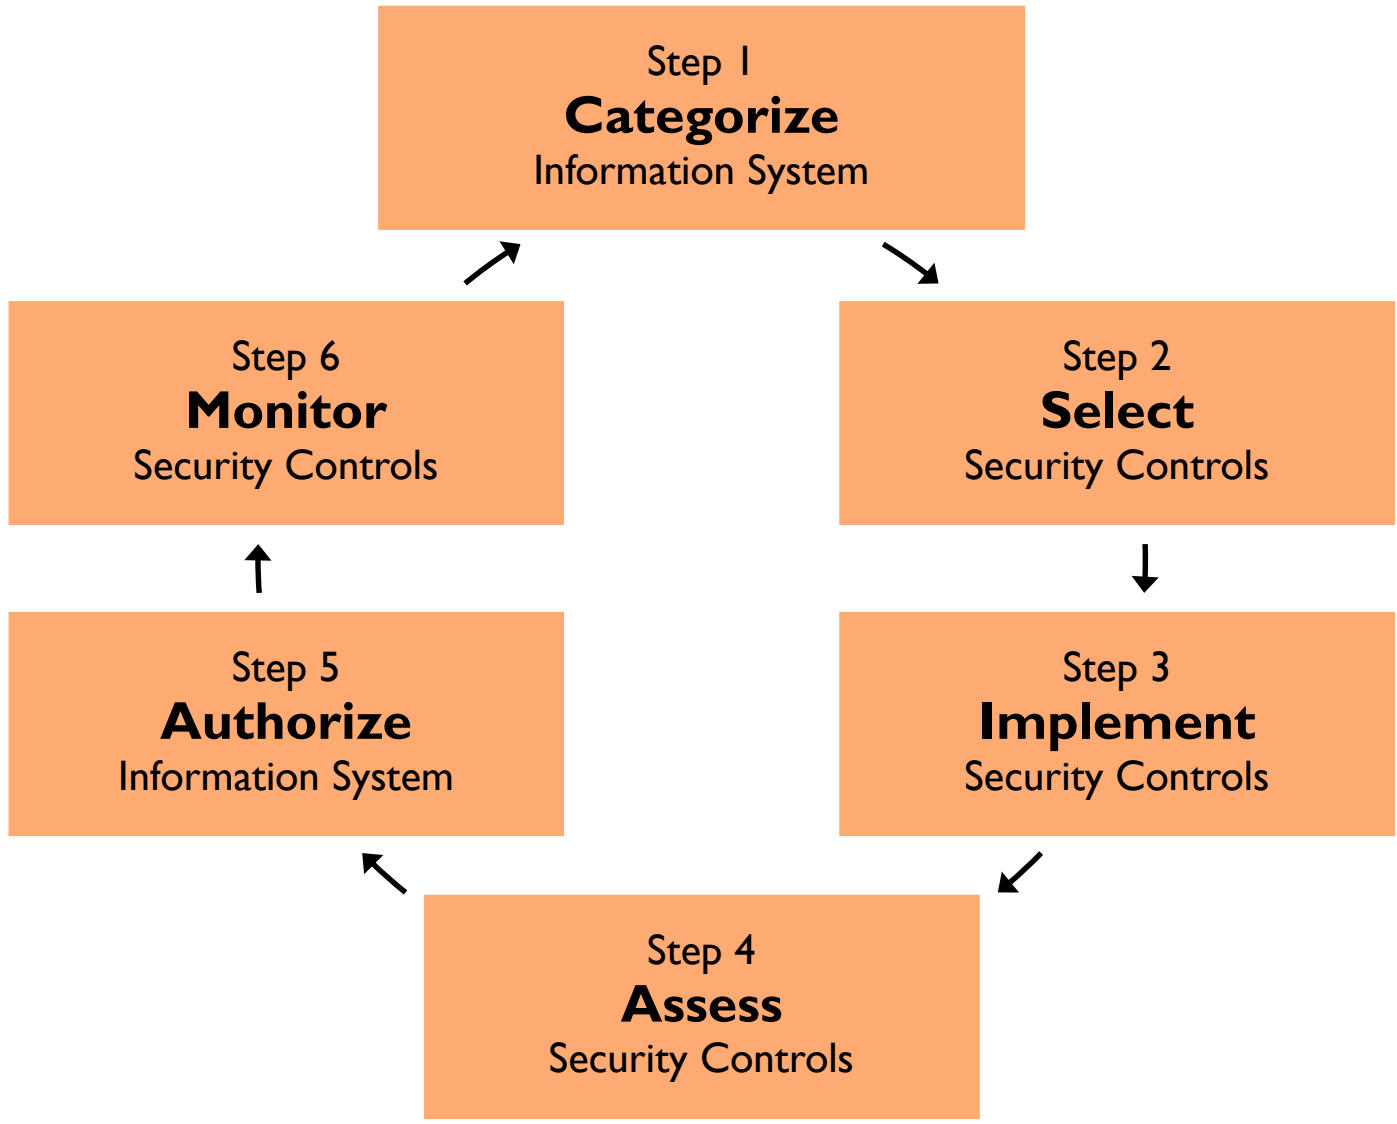 Step 1
Categorize
Information System
Step 2
Select
Security Controls
Step 3
Implement
Security Controls
Step 4
Assess
Security Controls
Step 5
Authorize
Information System
Step 6
Monitor
Security Controls